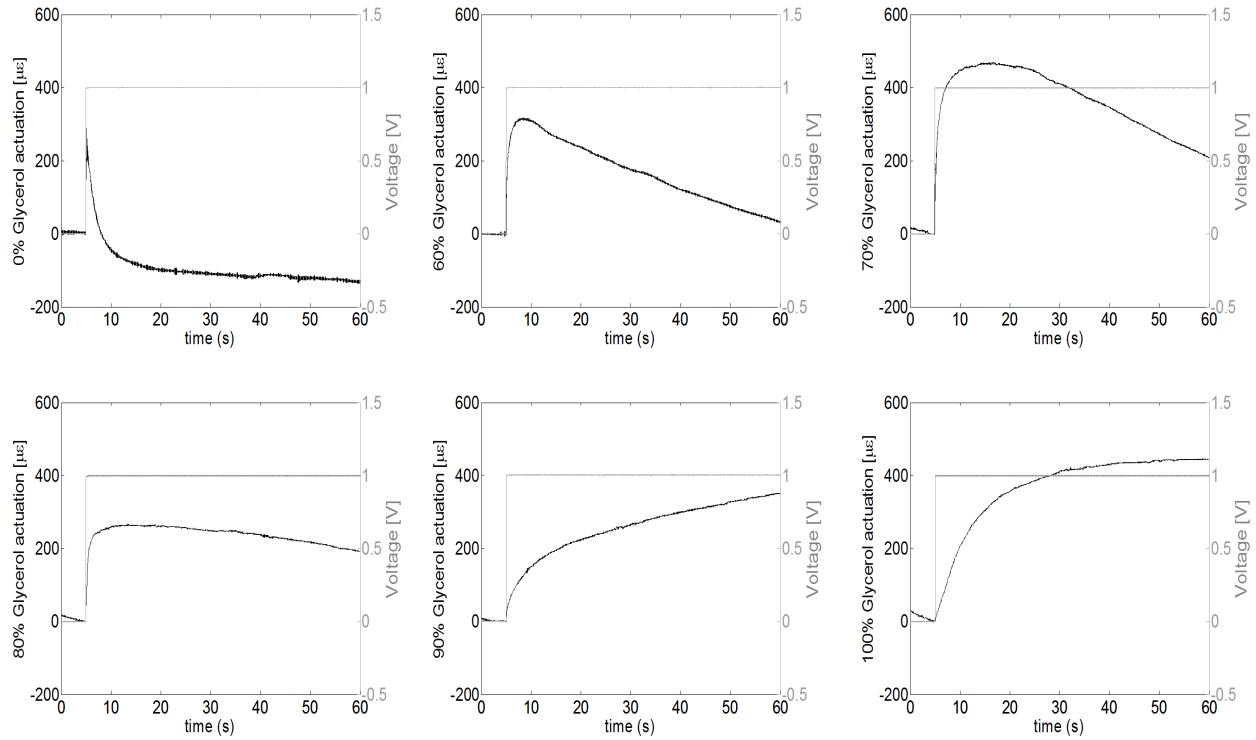 600
400
200
0
-200
0% Glycerol actuation [με]
0 10 20 30 40 50 60
time (s)
1.5
1
0.5
0
-0.5
Voltage [V]
600
400
200
0
-200
60% Glycerol actuation [με]
0 10 20 30 40 50 60
time (s)
1.5
1
0.5
0
-0.5
Voltage [V]
600
400
200
0
-200
70% Glycerol actuation [με]
0 10 20 30 40 50 60
time (s)
1.5
1
0.5
0
-0.5
Voltage [V]
600
400
200
0
-200
80% Glycerol actuation [με]
0 10 20 30 40 50 60
time (s)
1.5
1
0.5
0
-0.5
Voltage [V]
600
400
200
0
-200
90% Glycerol actuation [με]
0 10 20 30 40 50 60
time (s)
1.5
1
0.5
0
-0.5
Voltage [V]
600
400
200
0
-200
100% Glycerol actuation [με]
0 10 20 30 40 50 60
time (s)
1.5
1
0.5
0
-0.5
Voltage [V]